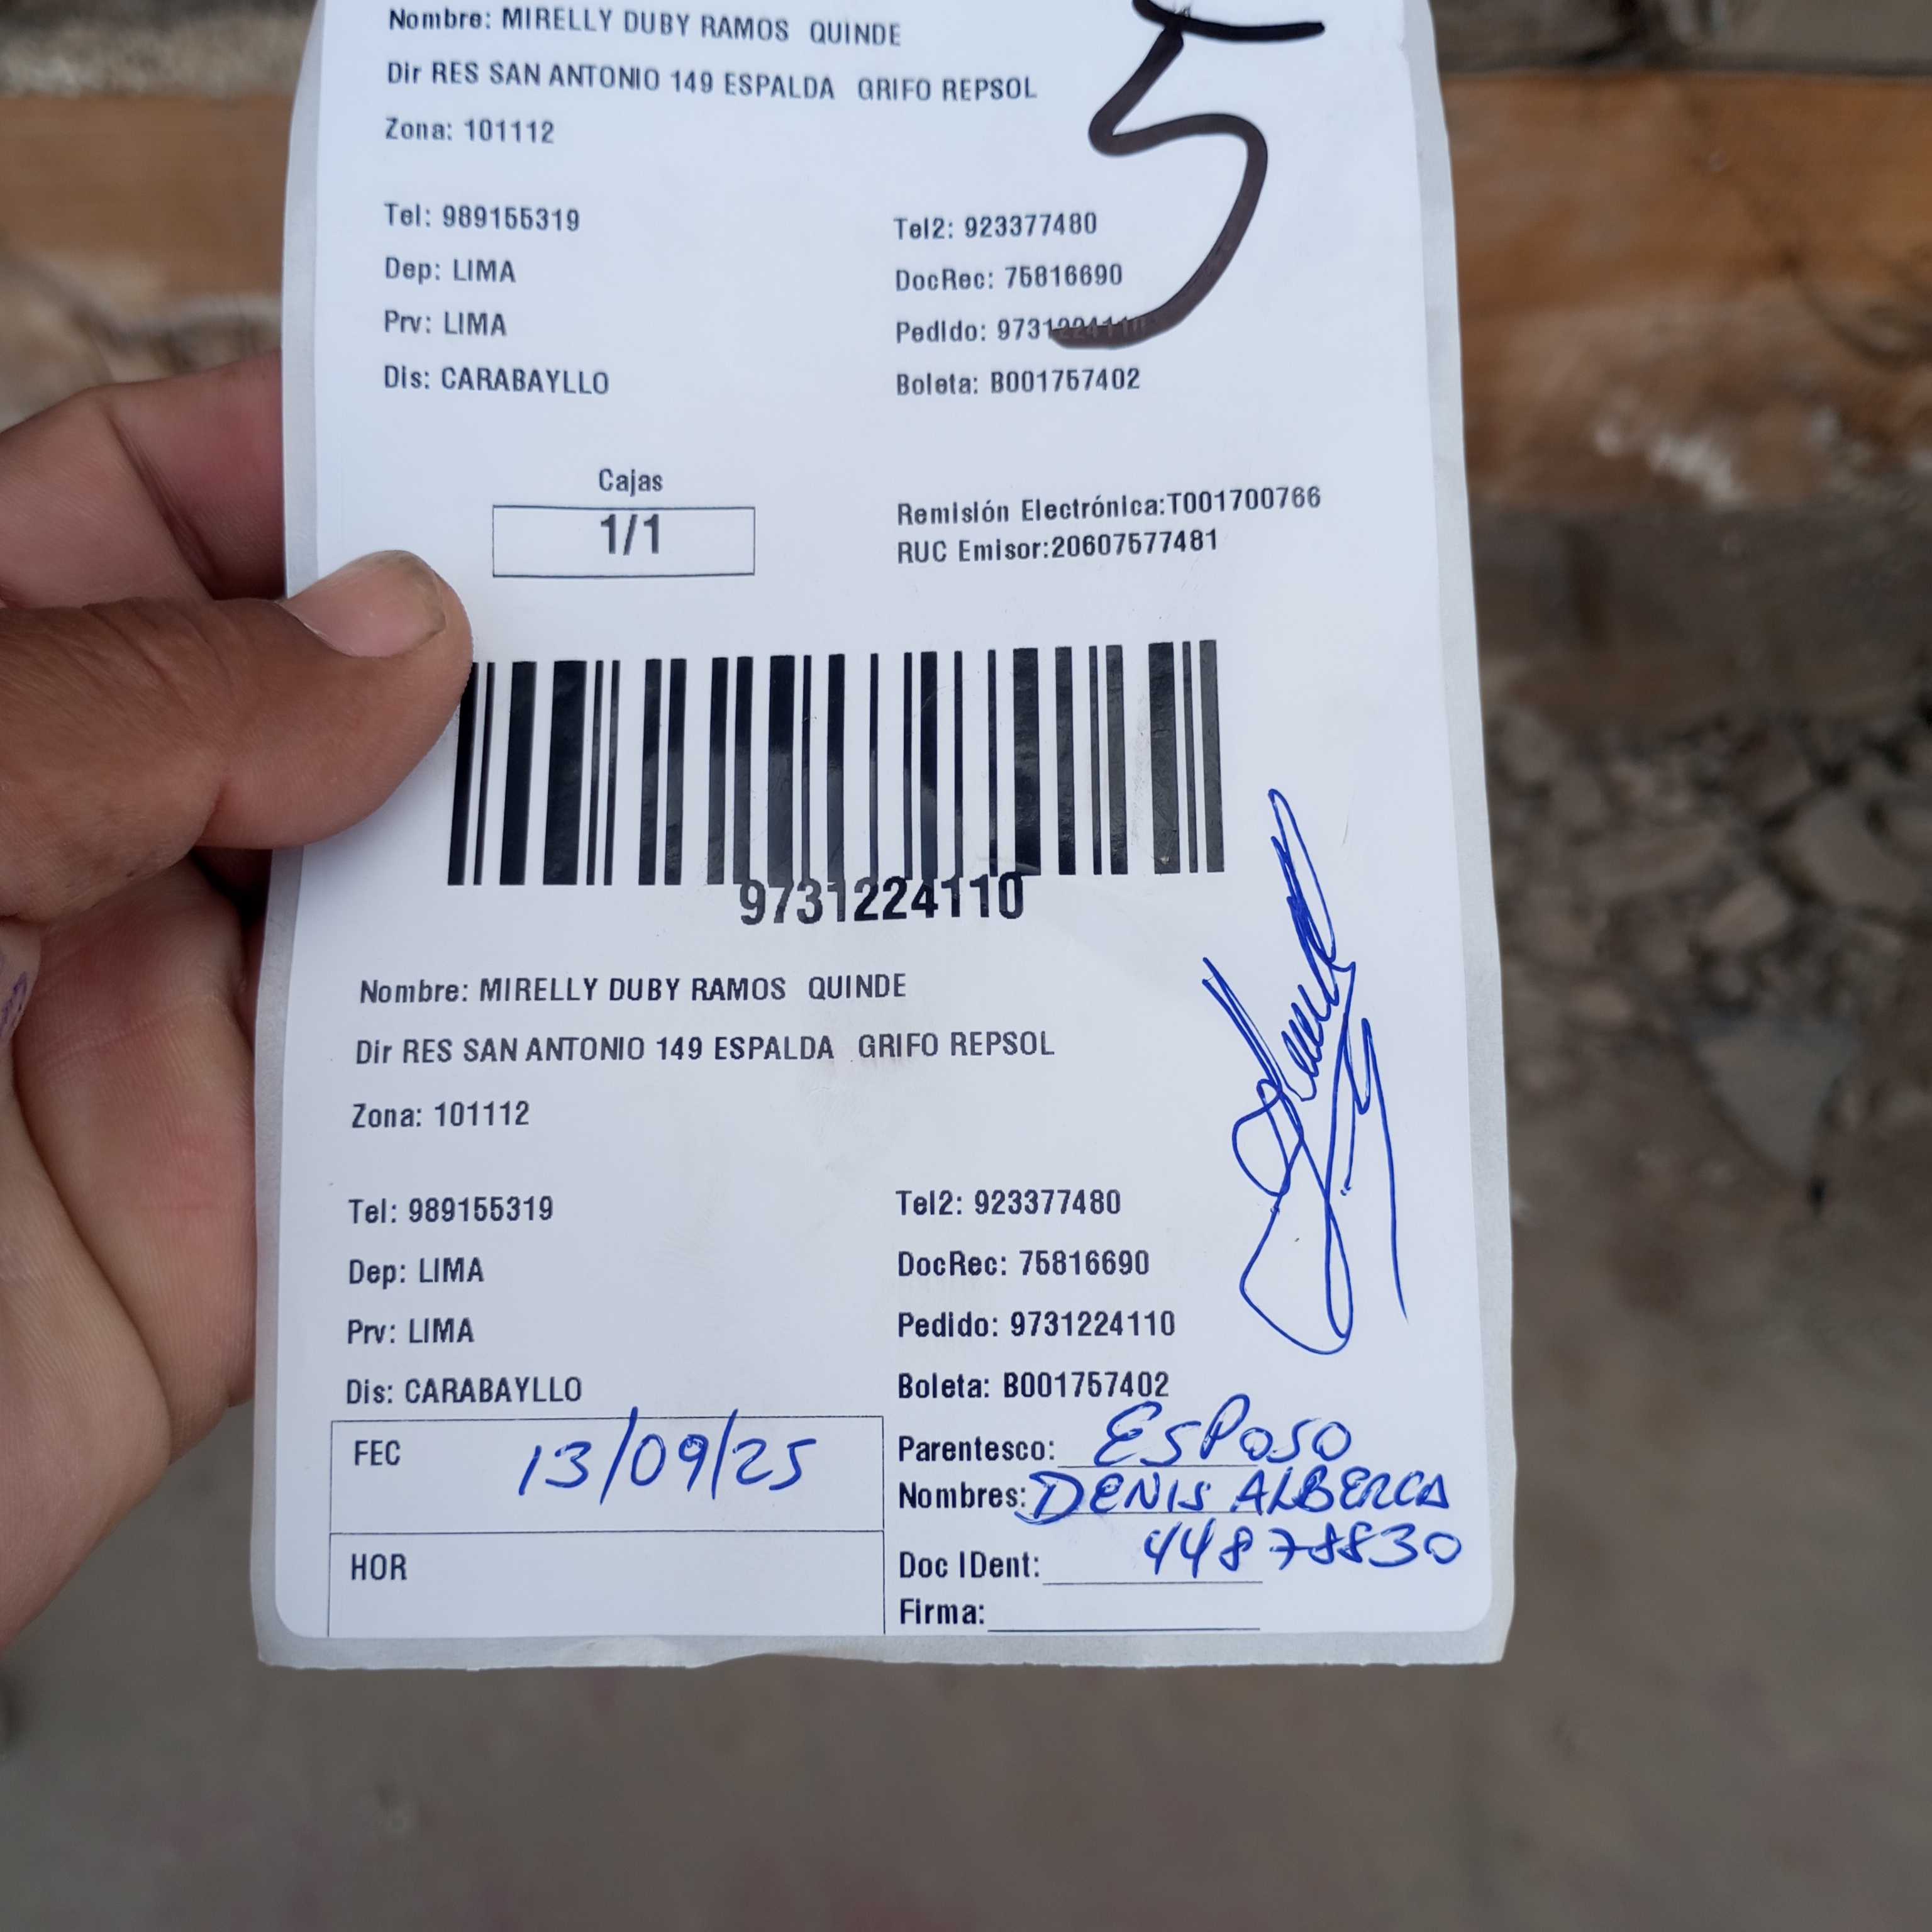 5
Nombre: MIRELLY DUBY RAMOS QUINDE
Dir RES SAN ANTONIO 149 ESPALDA GRIFO REPSOL
Zona: 101112
Tel: 989155319
Tel2: 923377480
Dep: LIMA
DocRec: 75816690
Prv: LIMA
Pedido: 9731224110
Dis: CARABAYLLO
Boleta: B001757402
Cajas
1/1
Remisión Electrónica:T001700766
RUC Emisor:20607577481
9731224110
Nombre: MIRELLY DUBY RAMOS QUINDE
Dir RES SAN ANTONIO 149 ESPALDA GRIFO REPSOL
Zona: 101112
Tel: 989155319
Tel2: 923377480
Dep: LIMA
DocRec: 75816690
Prv: LIMA
Pedido: 9731224110
Dis: CARABAYLLO
Boleta: B001757402
FEC 13/09/25
Parentesco: ESPOSO
Nombres: DENIS ALBERCA
HOR
Doc IDent: 44878830
Firma: